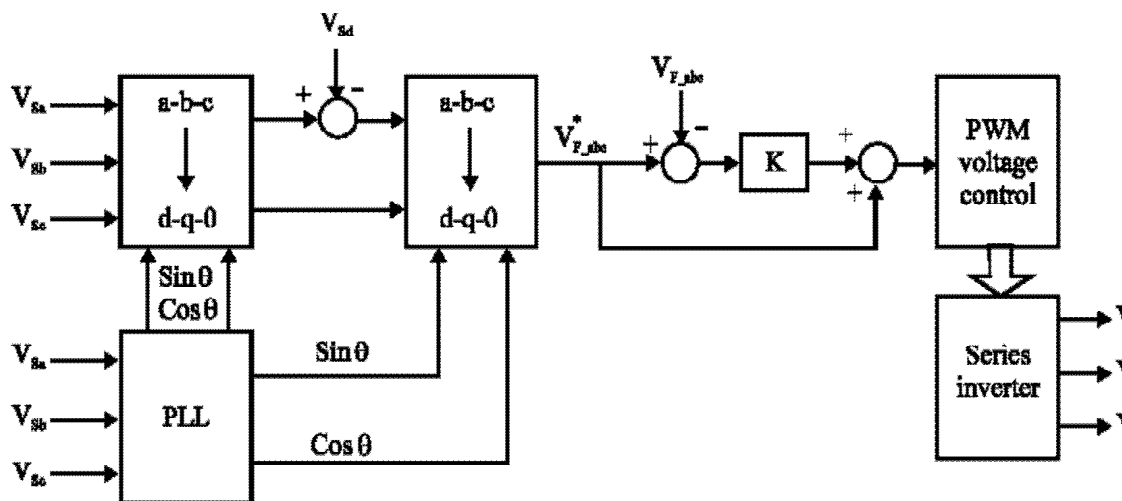 V_Sd
V_Sa
V_Sb
V_Sc
a-b-c
d-q-0
+
-
a-b-c
d-q-0
V*_F_abc
V_F_abc
+
-
K
+
+
PWM
voltage
control
Sinθ
Cosθ
V_Sa
V_Sb
V_Sc
PLL
Sinθ
Cosθ
Series
inverter
V
V
V